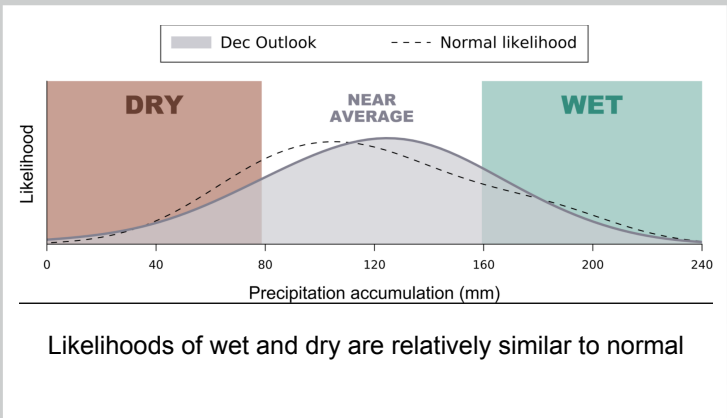 Dec Outlook
Normal likelihood
DRY
NEAR
AVERAGE
WET
Likelihood
0 40 80 120 160 200 240
Precipitation accumulation (mm)
Likelihoods of wet and dry are relatively similar to normal